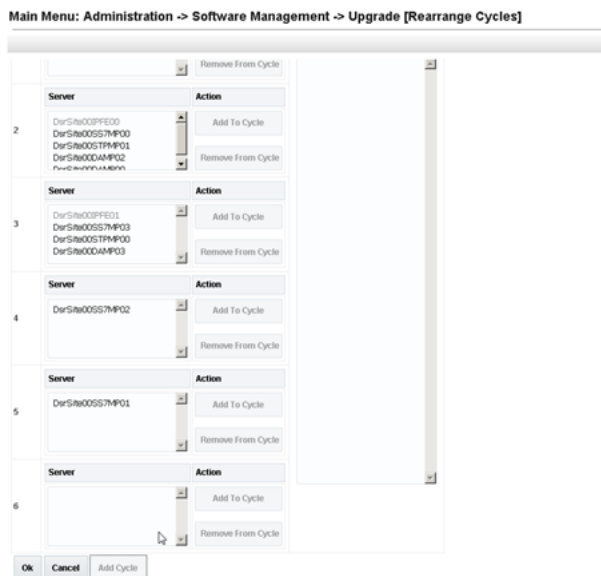 Main Menu: Administration -> Software Management -> Upgrade [Rearrange Cycles]
Remove From Cycle
Server Action
2
DsrSite00IPFE00
DsrSite00SS7MP00
DsrSite00STPMP01
DsrSite00DAMP02
DsrSite00DAMP00
Add To Cycle
Remove From Cycle
Server Action
3
DsrSite00IPFE01
DsrSite00SS7MP03
DsrSite00STPMP00
DsrSite00DAMP03
Add To Cycle
Remove From Cycle
Server Action
4
DsrSite00SS7MP02
Add To Cycle
Remove From Cycle
Server Action
5
DsrSite00SS7MP01
Add To Cycle
Remove From Cycle
Server Action
6
Add To Cycle
Remove From Cycle
Ok Cancel Add Cycle